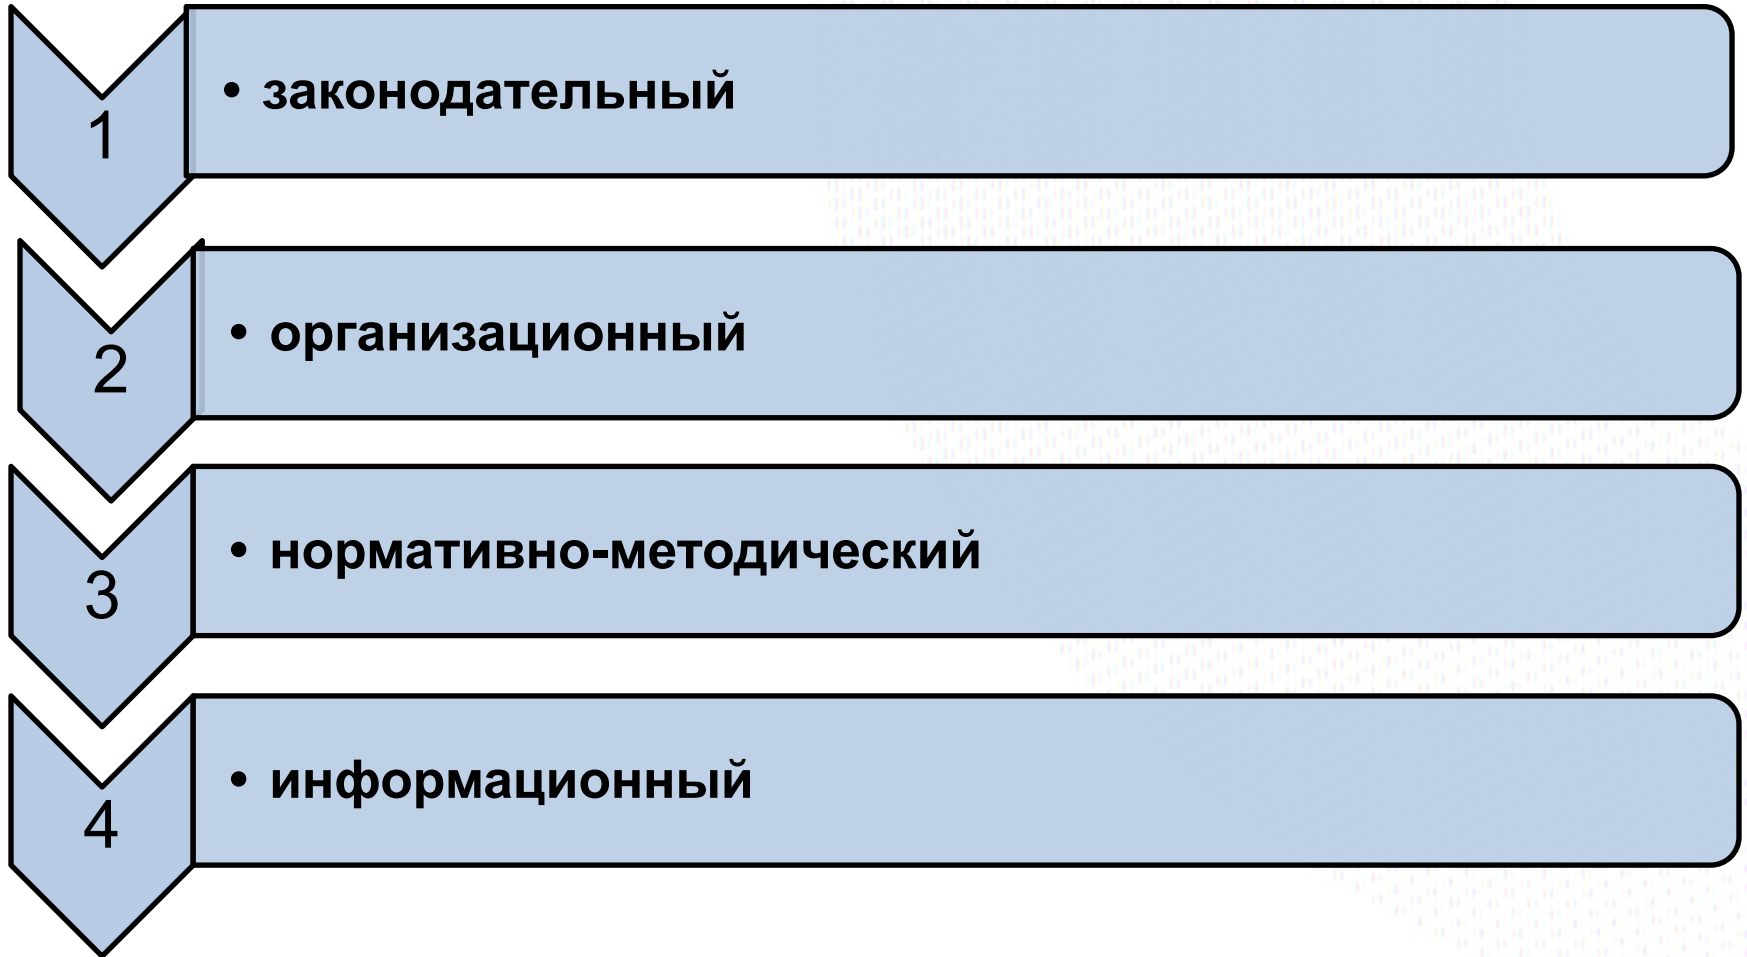 1
• законодательный
2
• организационный
3
• нормативно-методический
4
• информационный